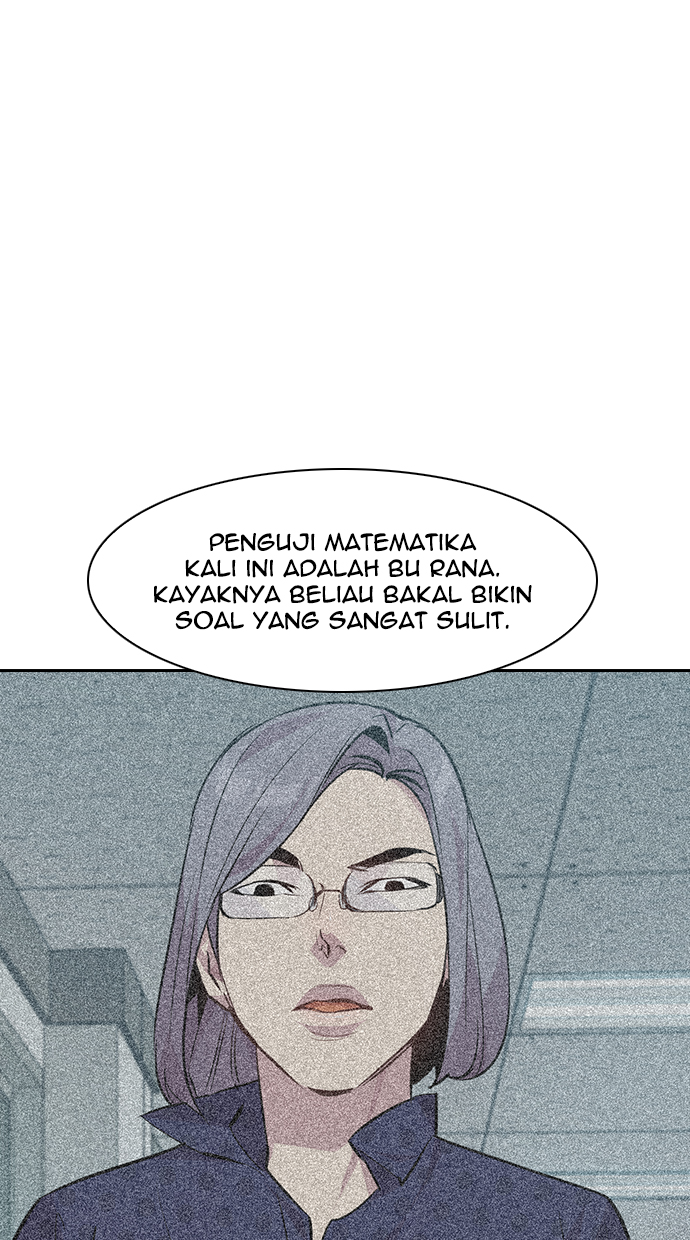 PENGUJI MATEMATIKA
KALI INI ADALAH BU RANA.
KAYAKNYA BELIAU BAKAL BIKIN
SOAL YANG SANGAT SULIT.